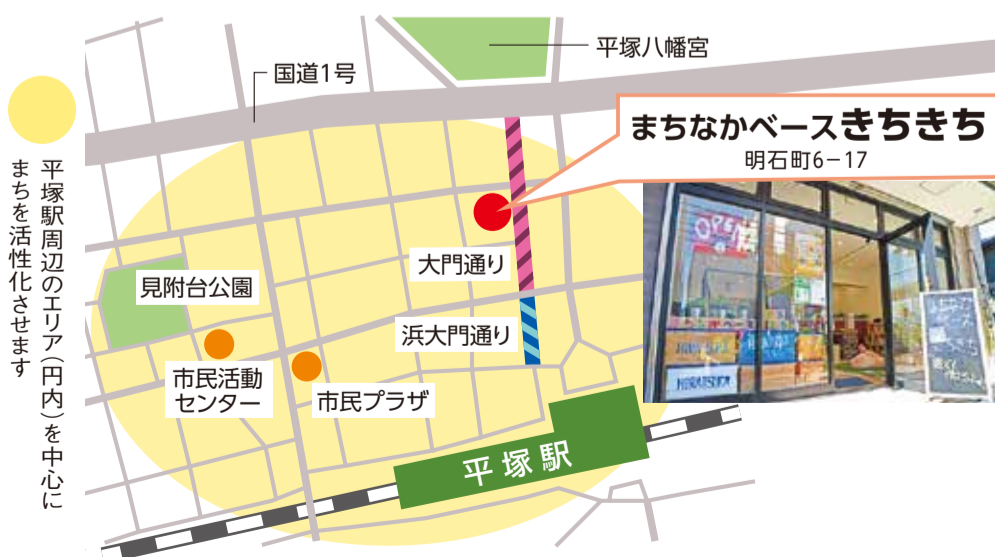 平塚八幡宮
国道1号
まちなかベースきちきち
明石町6−17
平塚駅周辺のエリア（円内）を中心に
まちを活性化させます
大門通り
見附台公園
浜大門通り
市民活動
センター
市民プラザ
平塚駅
OPEN
HIRATSUKA